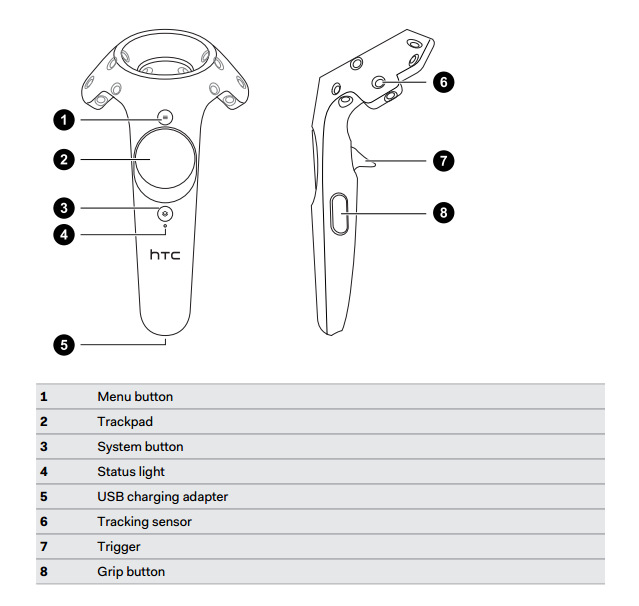 1
2
3
4
hTC
5
6
7
8
1 Menu button
2 Trackpad
3 System button
4 Status light
5 USB charging adapter
6 Tracking sensor
7 Trigger
8 Grip button